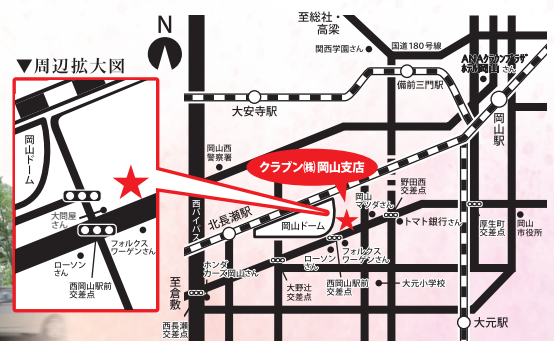 N
▼周辺拡大図
岡山ドーム
大問屋
さん
ローソン
さん
フォルクス
ワーゲンさん
西岡山駅前
交差点
至総社・
高梁
関西学園さん
国道180号線
ANAクラウンプラザ
ホテル岡山さん
備前三門駅
大安寺駅
岡山駅
岡山西
警察署
クラブン㈱岡山支店
西バイパス
北長瀬駅
岡山ドーム
岡山
マツダさん
野田西
交差点
トマト銀行さん
厚生町
交差点
岡山
市役所
ホンダ
カーズ岡山さん
ローソン
さん
フォルクス
ワーゲンさん
至倉敷
大野辻
交差点
西岡山駅前
交差点
大元小学校
西長瀬
交差点
大元駅